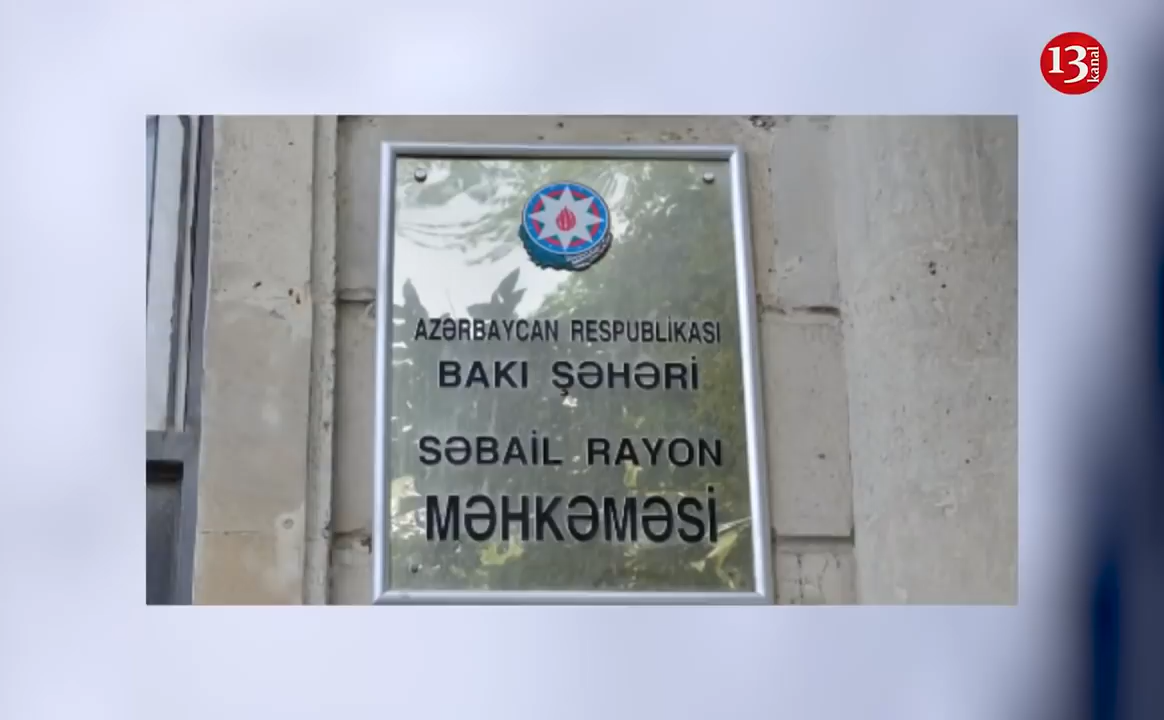 13 kanal
AZƏRBAYCAN RESPUBLİKASI
BAKI ŞƏHƏRİ
SƏBAİL RAYON
MƏHKƏMƏSİ